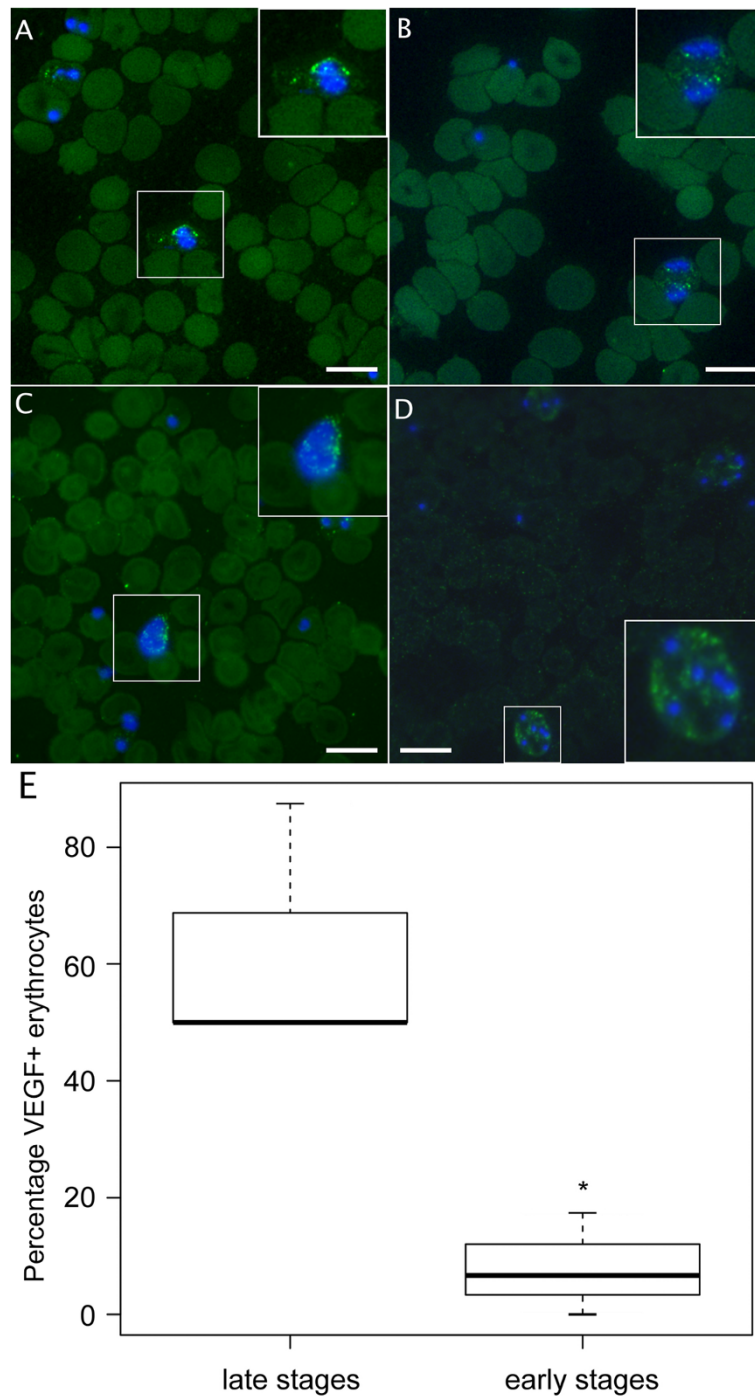 A
B
C
D
E
Percentage VEGF+ erythrocytes
80
60
40
20
0
*
late stages
early stages